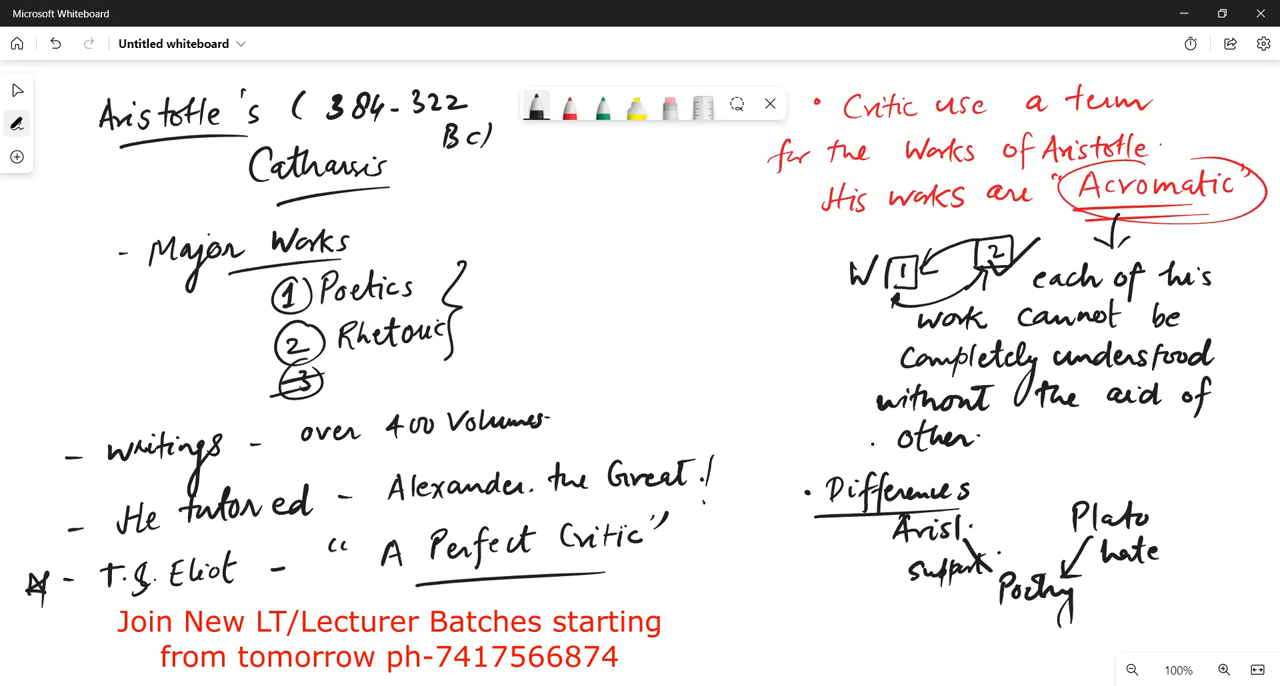 Microsoft Whiteboard
Untitled whiteboard
Aristotle's (384-322
BC)
Catharsis
- Major Works
1 Poetics
2 Rhetoric
3
- Writings - over 400 Volumes
- He tutored - Alexander. the Great!
- T.S. Eliot - "A Perfect Critic"
Join New LT/Lecturer Batches starting
from tomorrow ph-7417566874
• Critic use a term
for the Works of Aristotle.
His works are "Acromatic"
W 1 2
each of his
work cannot be
completely understood
without the aid of
other.
• Differences
Arist. Plato
support hate
Poetry
100%